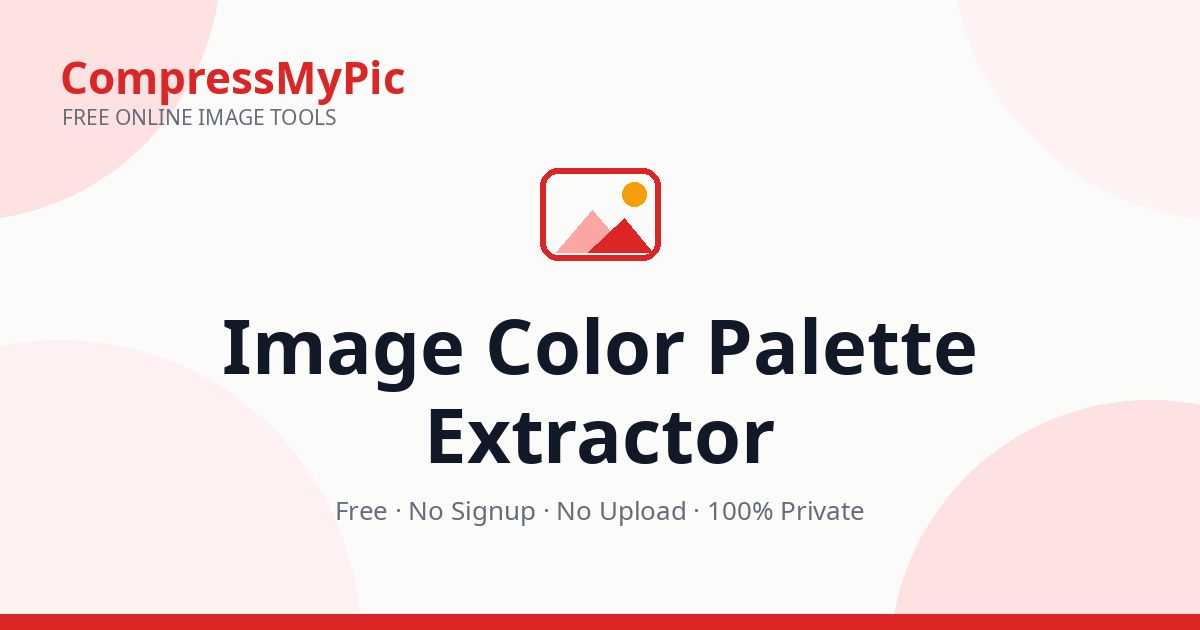 CompressMyPic
FREE ONLINE IMAGE TOOLS
Image Color Palette
Extractor
Free · No Signup · No Upload · 100% Private